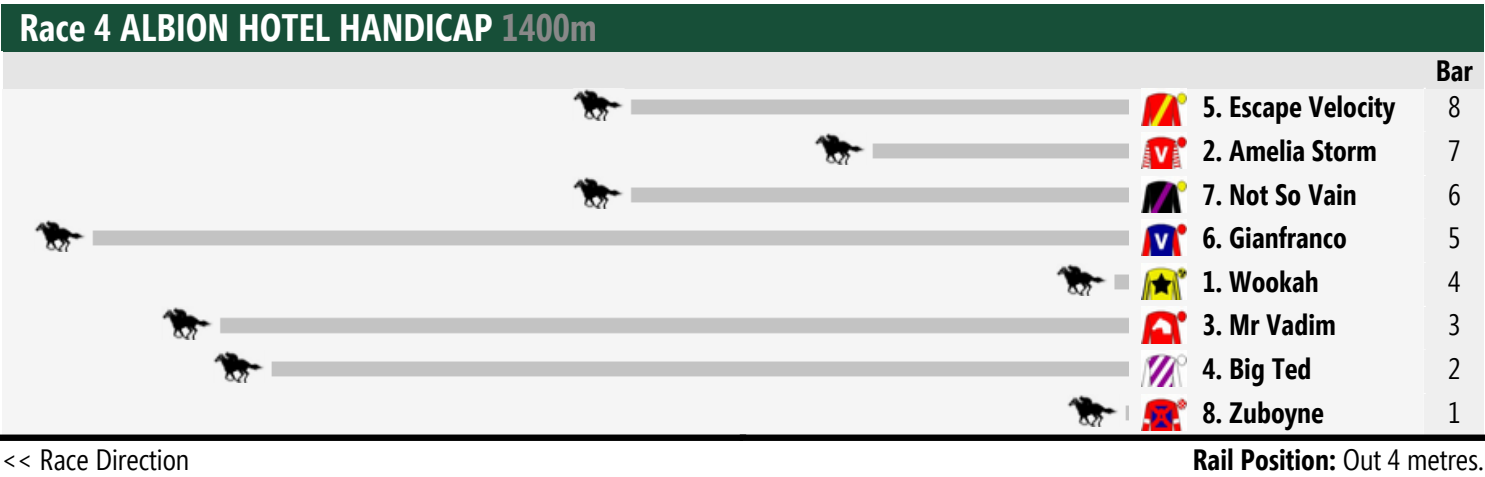 Race 4 ALBION HOTEL HANDICAP 1400m
Bar
5. Escape Velocity 8
V 2. Amelia Storm 7
7. Not So Vain 6
V 6. Gianfranco 5
1. Wookah 4
3. Mr Vadim 3
4. Big Ted 2
8. Zuboyne 1
<< Race Direction Rail Position: Out 4 metres.